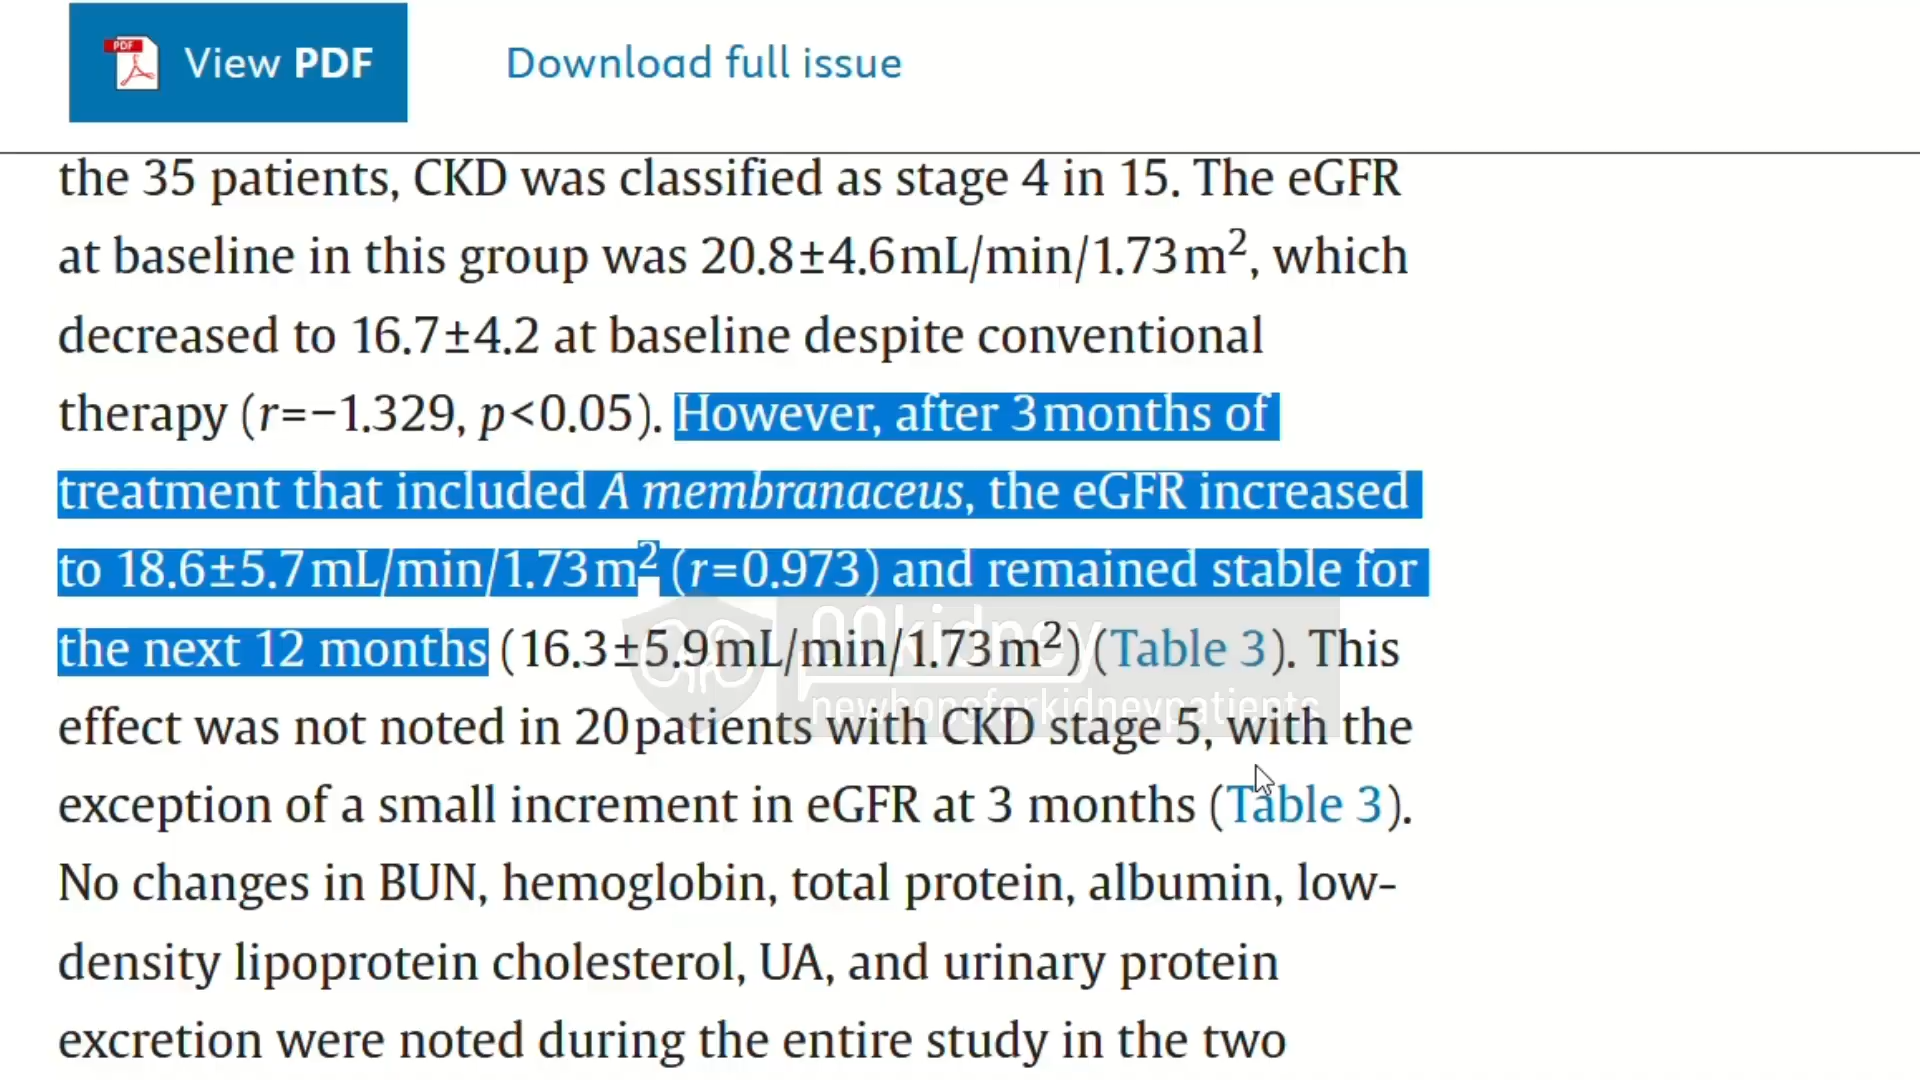 View PDF
Download full issue
the 35 patients, CKD was classified as stage 4 in 15. The eGFR
at baseline in this group was 20.8±4.6mL/min/1.73m², which
decreased to 16.7±4.2 at baseline despite conventional
therapy (r=−1.329, p<0.05). However, after 3months of
treatment that included A membranaceus, the eGFR increased
to 18.6±5.7mL/min/1.73m² (r=0.973) and remained stable for
the next 12 months (16.3±5.9mL/min/1.73m²)(Table 3). This
00kidney
newhopeforkidneypatients
effect was not noted in 20patients with CKD stage 5, with the
exception of a small increment in eGFR at 3 months (Table 3).
No changes in BUN, hemoglobin, total protein, albumin, low-
density lipoprotein cholesterol, UA, and urinary protein
excretion were noted during the entire study in the two